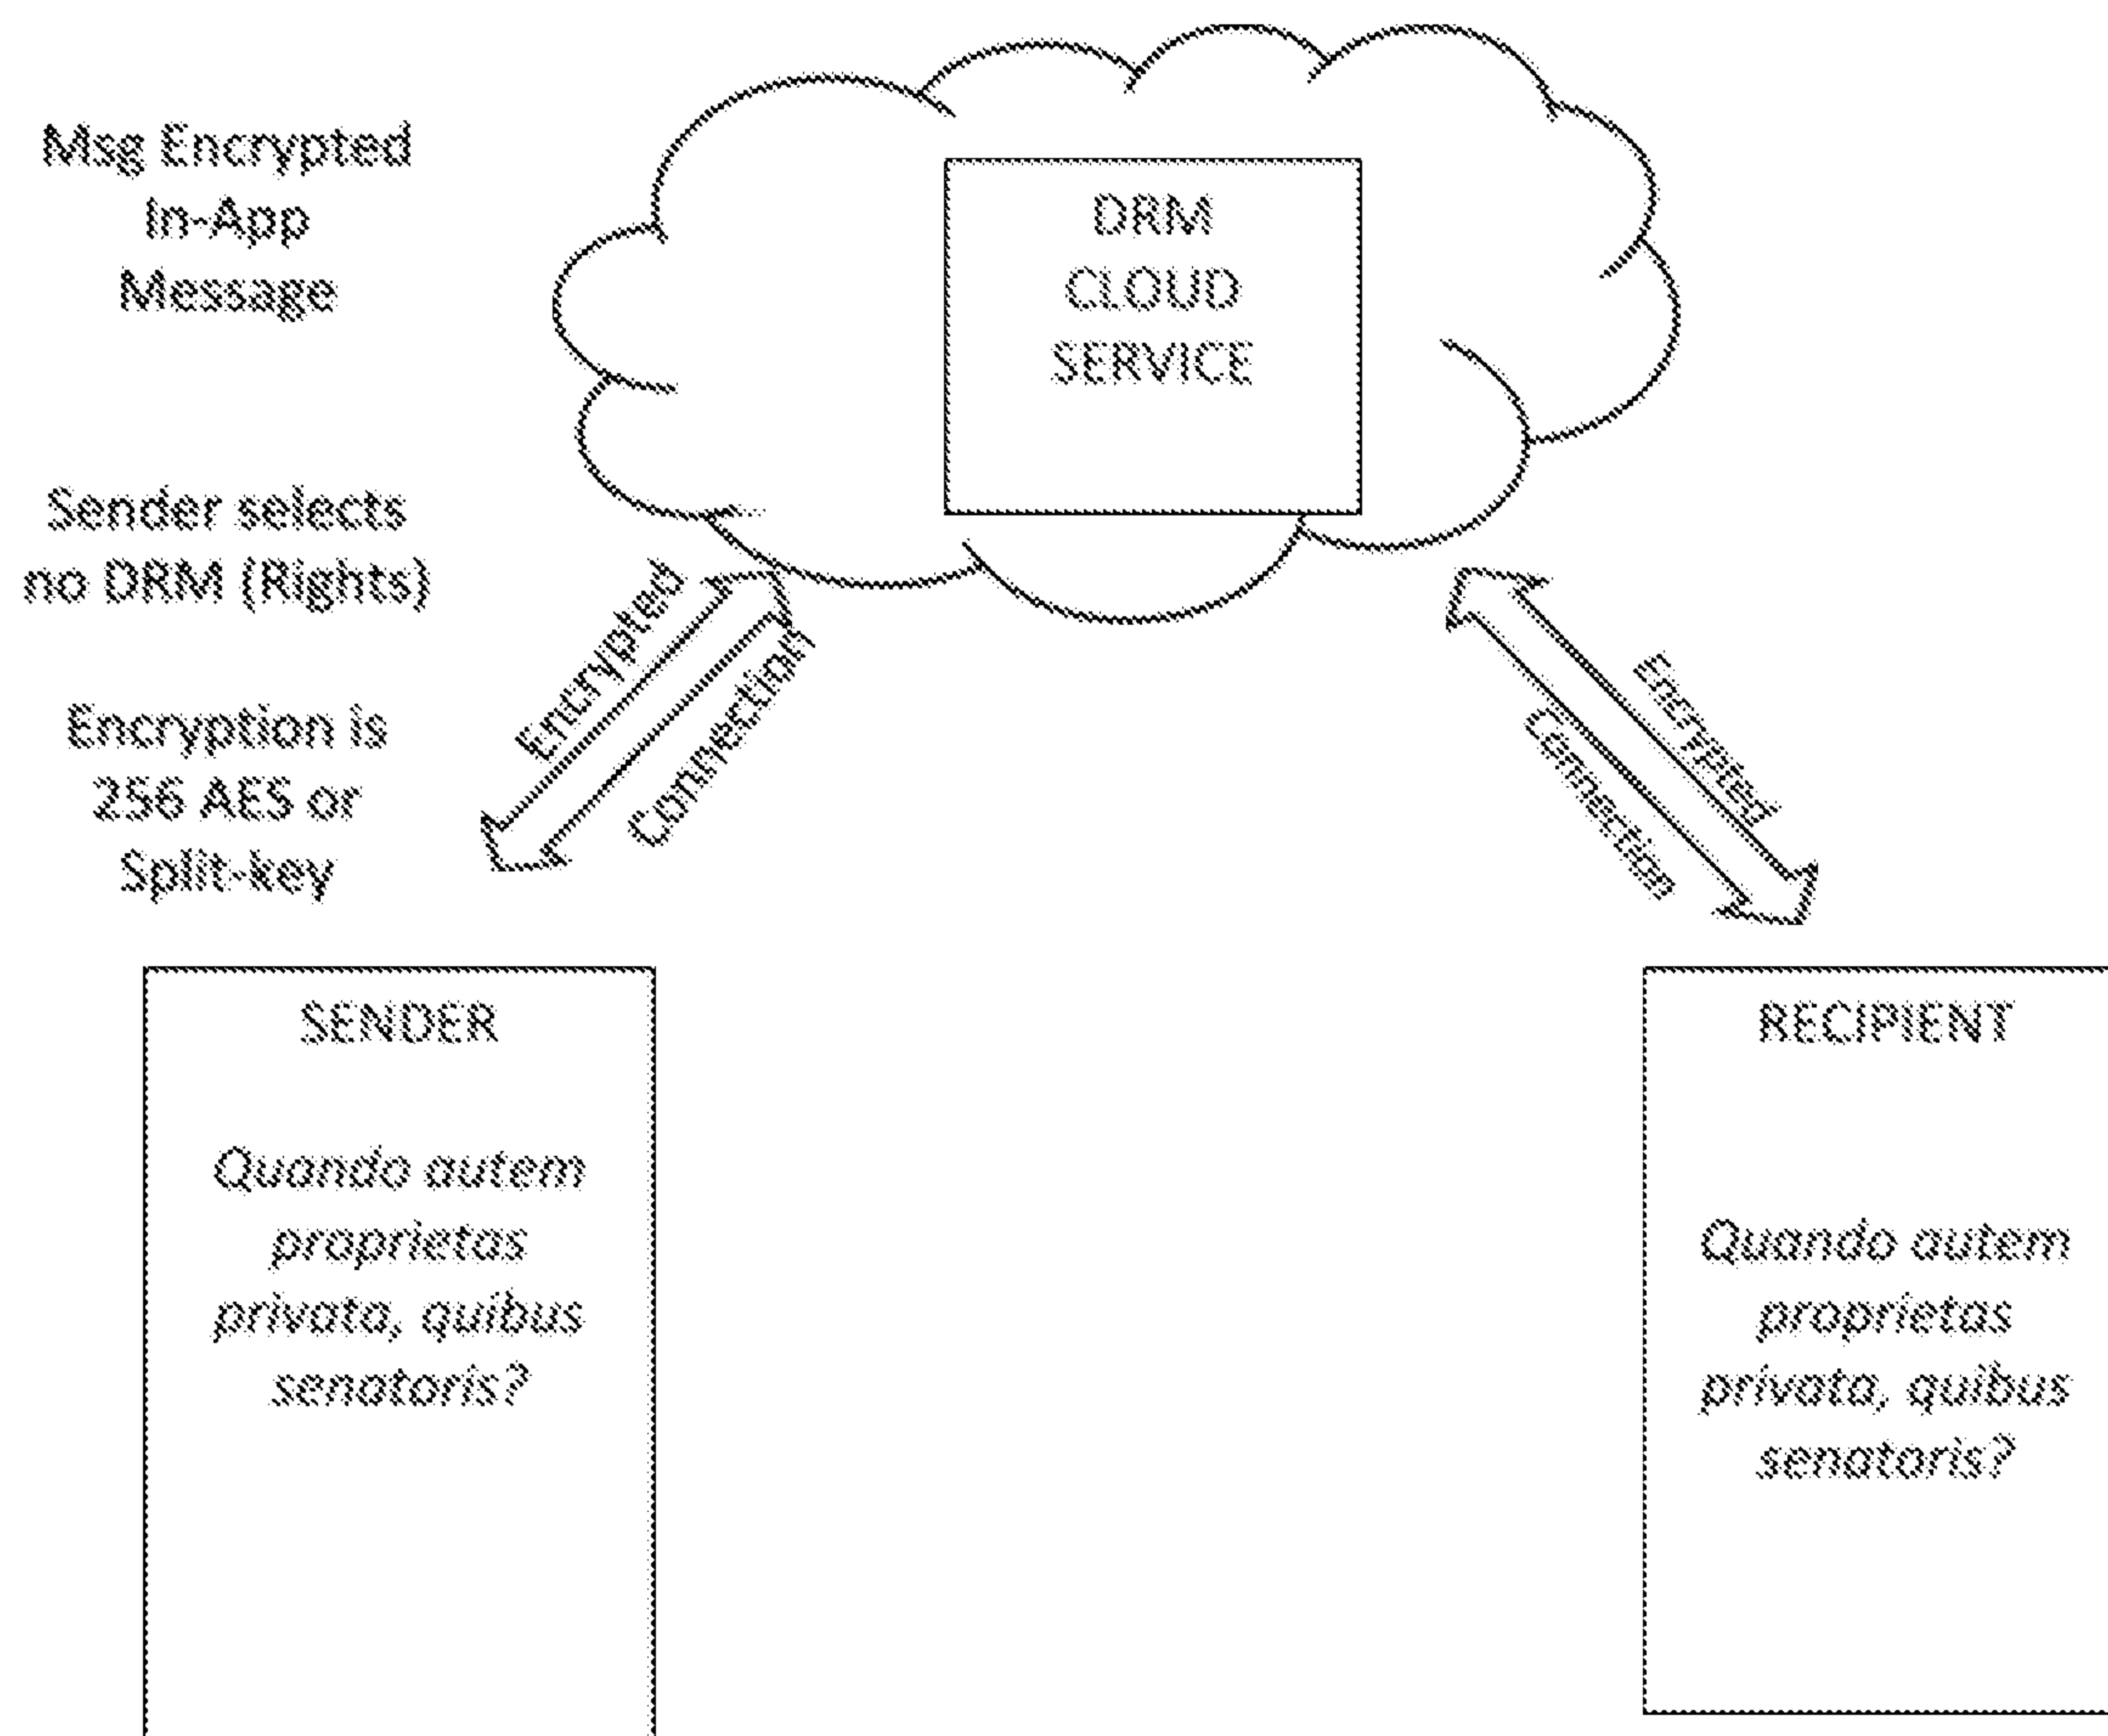 Msg Encrypted
In-App
Message
DRM
CLOUD
SERVICE
Sender selects
no DRM (Rights)
Encryption is
256 AES or
Split-key
Encrypted
Connection
Encrypted
Connection
SENDER
Quando autem
proprietas
privata, quibus
senatoris?
RECIPIENT
Quando autem
proprietas
privata, quibus
senatoris?